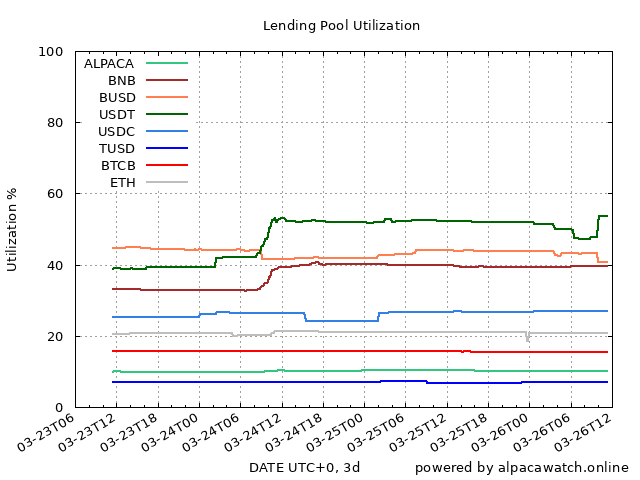 Lending Pool Utilization
Utilization %
100
80
60
40
20
0
ALPACA
BNB
BUSD
USDT
USDC
TUSD
BTCB
ETH
03-23T06
03-23T12
03-23T18
03-24T00
03-24T06
03-24T12
03-24T18
03-25T00
03-25T06
03-25T12
03-25T18
03-26T00
03-26T06
03-26T12
DATE UTC+0, 3d
powered by alpacawatch.online